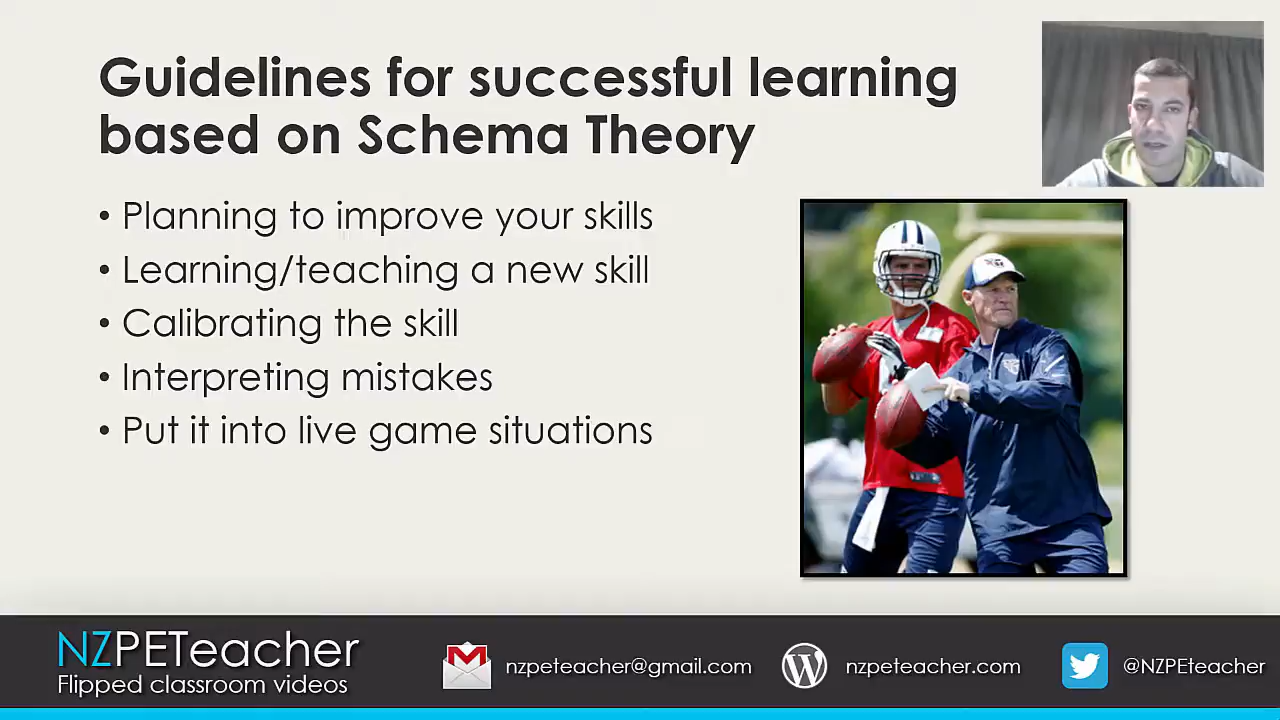 Guidelines for successful learning
based on Schema Theory
• Planning to improve your skills
• Learning/teaching a new skill
• Calibrating the skill
• Interpreting mistakes
• Put it into live game situations
NZPETeacher
Flipped classroom videos
nzpeteacher@gmail.com
nzpeteacher.com
@NZPEteacher